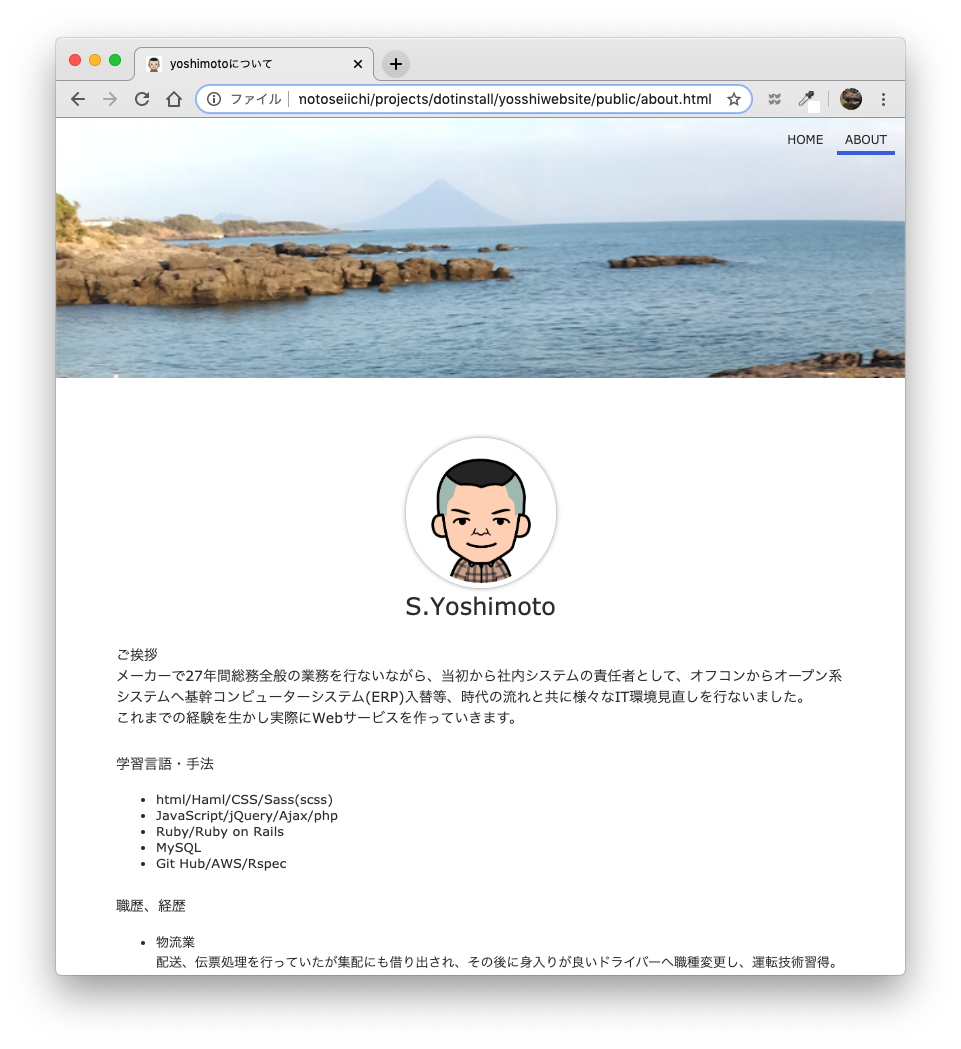 yoshimotoについて
ファイル notoseiichi/projects/dotinstall/yosshiwebsite/public/about.html
HOME ABOUT
S.Yoshimoto
ご挨拶
メーカーで27年間総務全般の業務を行ないながら、当初から社内システムの責任者として、オフコンからオープン系
システムへ基幹コンピューターシステム(ERP)入替等、時代の流れと共に様々なIT環境見直しを行ないました。
これまでの経験を生かし実際にWebサービスを作っていきます。
学習言語・手法
html/Haml/CSS/Sass(scss)
JavaScript/jQuery/Ajax/php
Ruby/Ruby on Rails
MySQL
Git Hub/AWS/Rspec
職歴、経歴
物流業
配送、伝票処理を行っていたが集配にも借り出され、その後に身入りが良いドライバーへ職種変更し、運転技術習得。